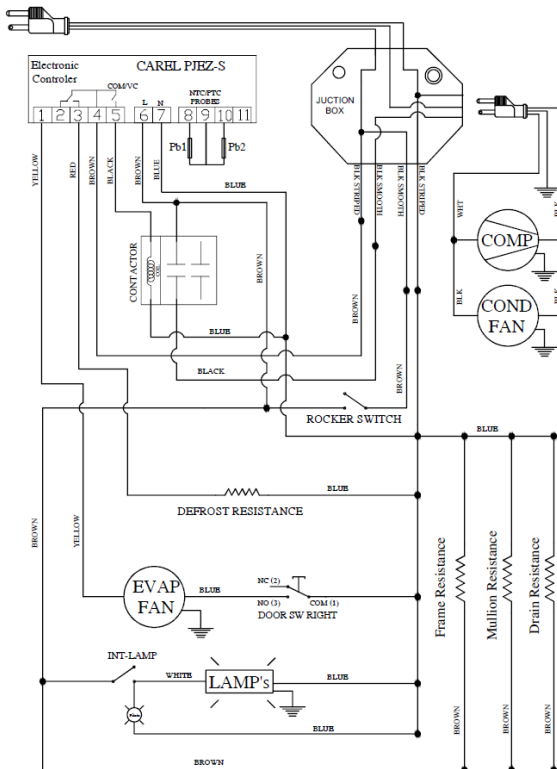 Electronic
Controler
CAREL PJEZ-S
COM/VC
L N
NTC/PTC
PROBES
1 2 3 4 5 6 7 8 9 10 11
YELLOW
RED
BROWN
BLACK
BROWN
BLUE
Pb1
Pb2
BLUE
JUCTION
BOX
BLK STRIPED
BLK SMOOTH
BLK SMOOTH
BLK STRIPED
WHT
BLK
COMP
BLK
BLK
COND
FAN
CONTACTOR
COIL
BROWN
BLUE
BROWN
BLACK
BROWN
ROCKER SWITCH
BLUE
BLUE
DEFROST RESISTANCE
BROWN
YELLOW
EVAP
FAN
BLUE
NC (2)
NO (3)
COM (1)
DOOR SW RIGHT
Frame Resistance
Mullion Resistance
Drain Resistance
INT-LAMP
WHITE
LAMP's
BLUE
BLUE
BROWN
BROWN
BROWN
BROWN